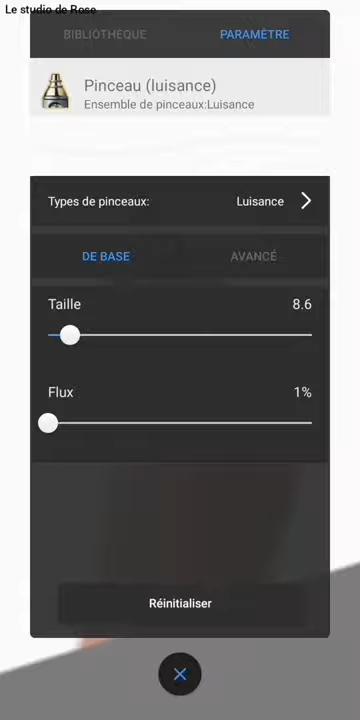 Le studio de Rose
BIBLIOTHÈQUE PARAMÈTRE
Pinceau (luisance)
Ensemble de pinceaux:Luisance
Types de pinceaux: Luisance
DE BASE AVANCÉ
Taille 8.6
Flux 1%
Réinitialiser